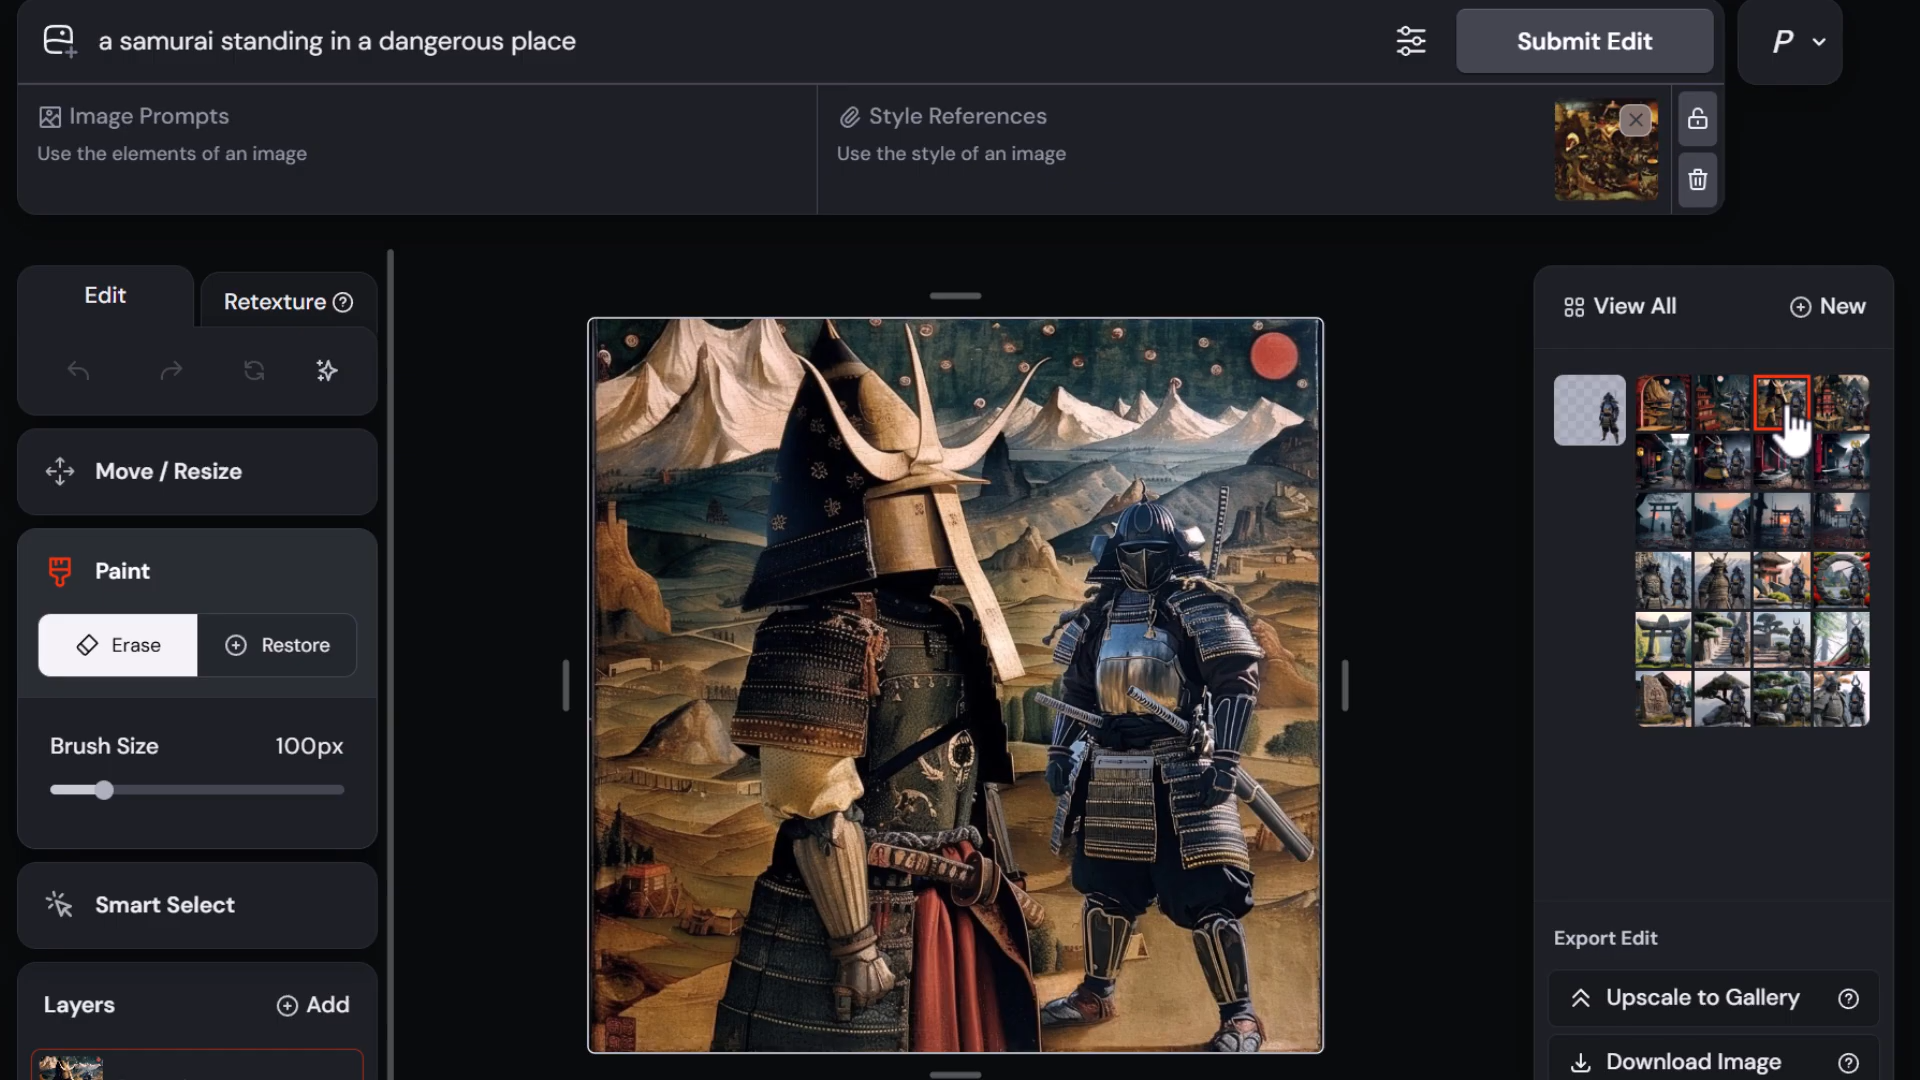 a samurai standing in a dangerous place
Submit Edit
P
Image Prompts
Use the elements of an image
Style References
Use the style of an image
Edit
Retexture
View All
New
Move / Resize
Paint
Erase
Restore
Brush Size
100px
Smart Select
Layers
Add
Export Edit
Upscale to Gallery
Download Image